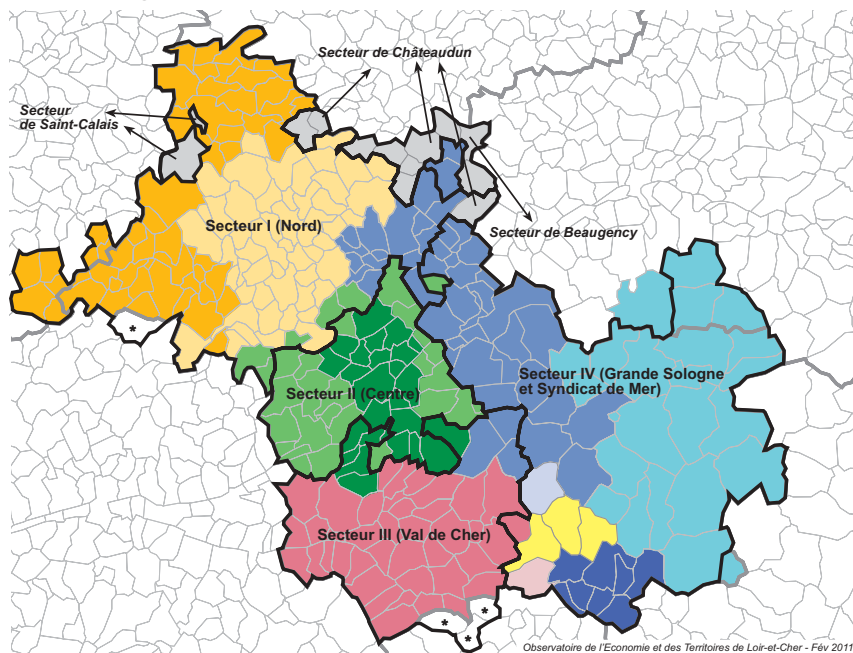 Secteur de Châteaudun
Secteur
de Saint-Calais
Secteur I (Nord)
Secteur de Beaugency
*
Secteur IV (Grande Sologne
et Syndicat de Mer)
Secteur II (Centre)
Secteur III (Val de Cher)
*
*
*
Observatoire de l'Economie et des Territoires de Loir-et-Cher - Fév 2011